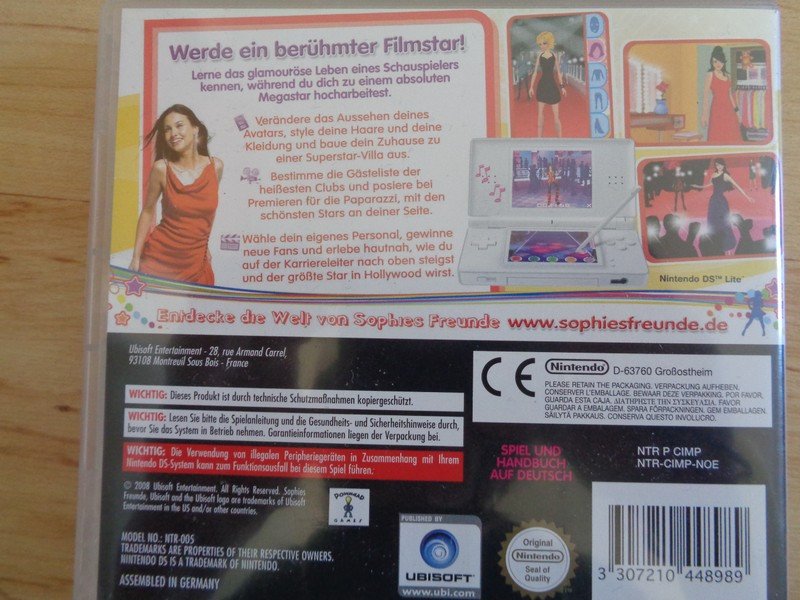 Werde ein berühmter Filmstar!
Lerne das glamouröse Leben eines Schauspielers
kennen, während du dich zu einem absoluten
Megastar hocharbeitest.
Verändere das Aussehen deines
Avatars, style deine Haare und deine
Kleidung und baue dein Zuhause zu
einer Superstar-Villa aus.
Bestimme die Gästeliste der
heißesten Clubs und posiere bei
Premieren für die Paparazzi, mit den
schönsten Stars an deiner Seite.
Wähle dein eigenes Personal, gewinne
neue Fans und erlebe hautnah, wie du
auf der Karriereleiter nach oben steigst
und der größte Star in Hollywood wirst.
Nintendo DS™ Lite
Entdecke die Welt von Sophies Freunde www.sophiesfreunde.de
Ubisoft Entertainment - 28, rue Armand Carrel,
93108 Montreuil Sous Bois - France
WICHTIG: Dieses Produkt ist durch technische Schutzmaßnahmen kopiergeschützt.
WICHTIG: Lesen Sie bitte die Spielanleitung und die Gesundheits- und Sicherheitshinweise durch,
bevor Sie das System in Betrieb nehmen. Garantieinformationen liegen der Verpackung bei.
WICHTIG: Die Verwendung von illegalen Peripheriegeräten in Zusammenhang mit Ihrem
Nintendo DS-System kann zum Funktionsausfall bei diesem Spiel führen.
CE Nintendo D-63760 Großostheim
PLEASE RETAIN THE PACKAGING. VERPACKUNG AUFHEBEN.
CONSERVER L'EMBALLAGE. BEWAAR DEZE VERPAKKING, POR FAVOR,
GUARDA ESTA CAJA. ΔΙΑΤΗΡΗΣΤΕ ΤΗΝ ΣΥΣΚΕΥΑΣΙΑ. FAVOR
GUARDAR A EMBALAGEM. SPARA FÖRPACKNINGEN. GEM EMBALLAGEN
SÄILYTÄ PAKKAUS. CONSERVA QUESTO INVOLUCRO.
SPIEL UND
HANDBUCH
AUF DEUTSCH
NTR P CIMP
NTR-CIMP-NOE
© 2008 Ubisoft Entertainment. All Rights Reserved. Sophies
Freunde, Ubisoft and the Ubisoft logo are trademarks of Ubisoft
Entertainment in the US and/or other countries.
GAMES
MODEL NO.: NTR-005
TRADEMARKS ARE PROPERTIES OF THEIR RESPECTIVE OWNERS.
NINTENDO DS IS A TRADEMARK OF NINTENDO.
ASSEMBLED IN GERMANY
PUBLISHED BY
UBISOFT
www.ubi.com
Original
Nintendo
Seal of
Quality
3 307210 448989